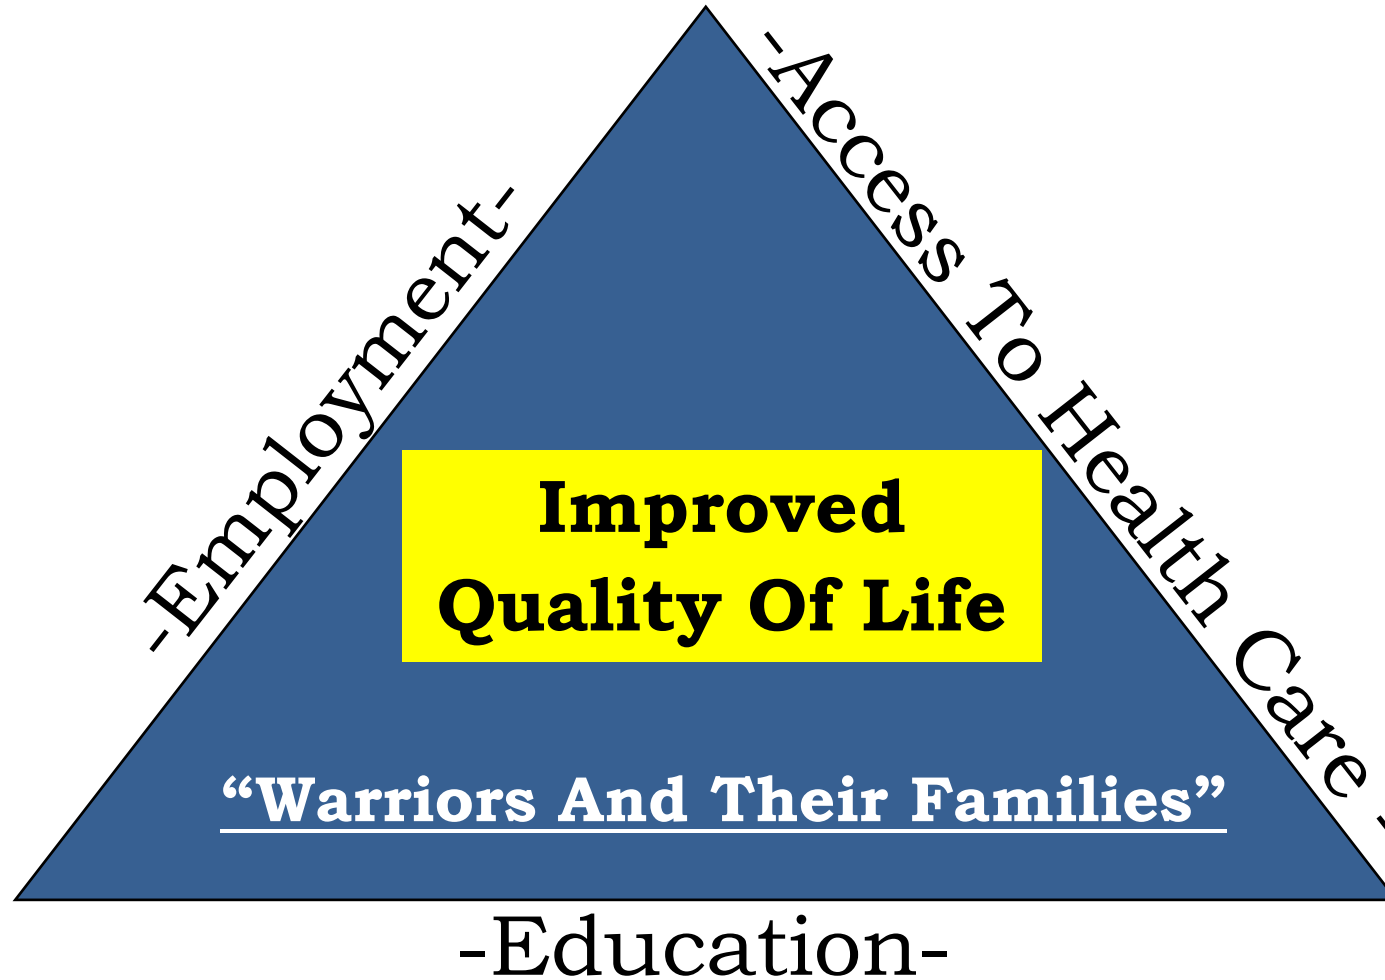 -Access To Health Care -
-Employment-
Improved
Quality Of Life
“Warriors And Their Families”
-Education-